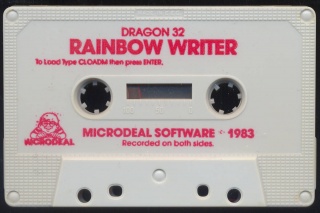 DRAGON 32
RAINBOW WRITER
To Load Type CLOADM then press ENTER.
MICRODEAL
MICRODEAL SOFTWARE © 1983
Recorded on both sides.